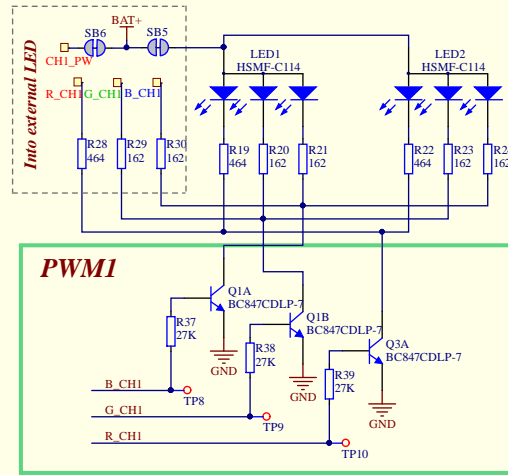 BAT+
SB6
SB5
CH1_PW
LED1
HSMF-C114
LED2
HSMF-C114
R_CH1
G_CH1
B_CH1
Into external LED
R28
464
R29
162
R30
162
R19
464
R20
162
R21
162
R22
464
R23
162
R24
162
PWM1
Q1A
BC847CDLP-7
Q1B
BC847CDLP-7
Q3A
BC847CDLP-7
R37
27K
R38
27K
R39
27K
GND
GND
GND
B_CH1
TP8
G_CH1
TP9
R_CH1
TP10